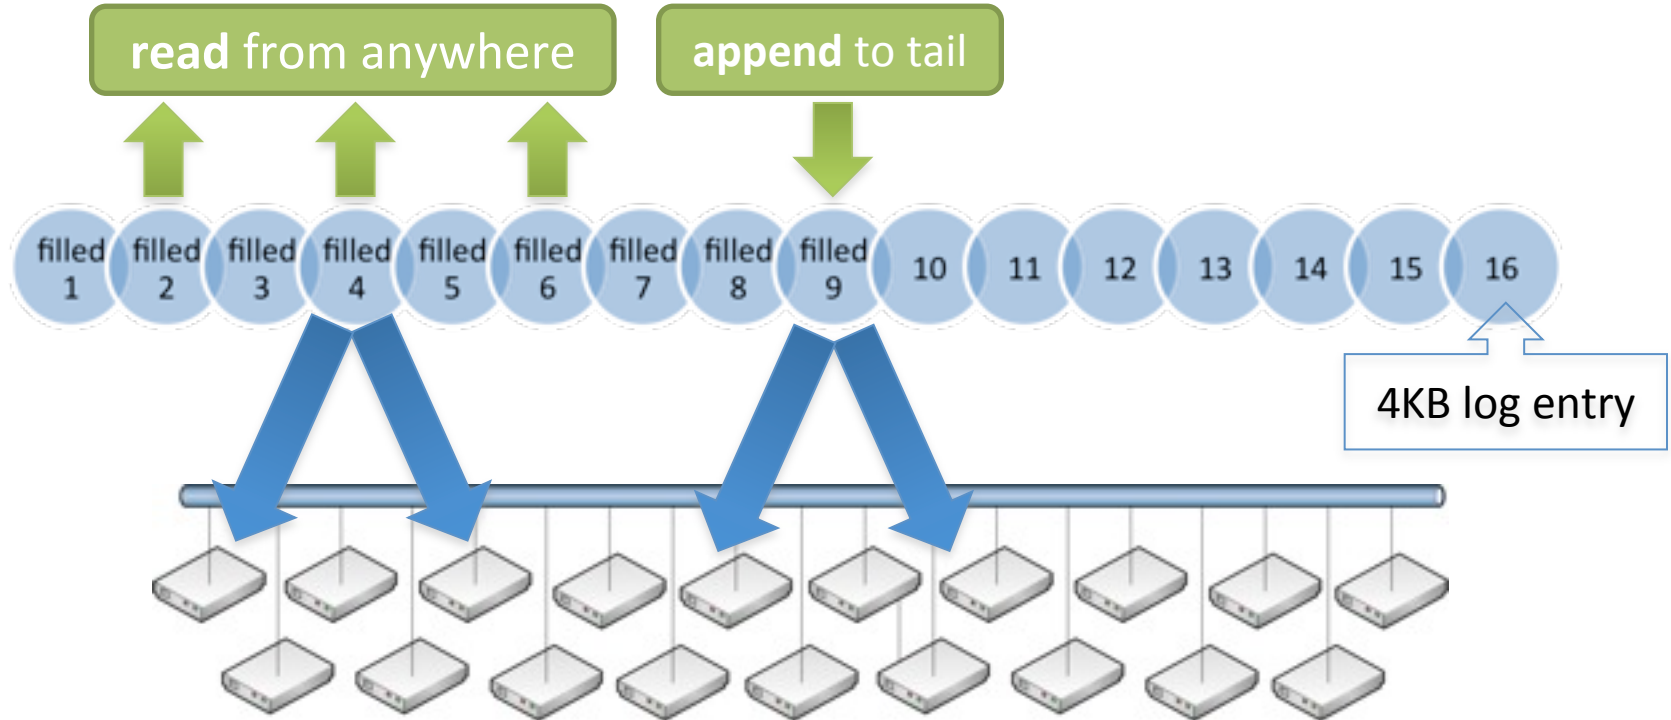 read from anywhere
append to tail
filled
1
filled
2
filled
3
filled
4
filled
5
filled
6
filled
7
filled
8
filled
9
10
11
12
13
14
15
16
4KB log entry